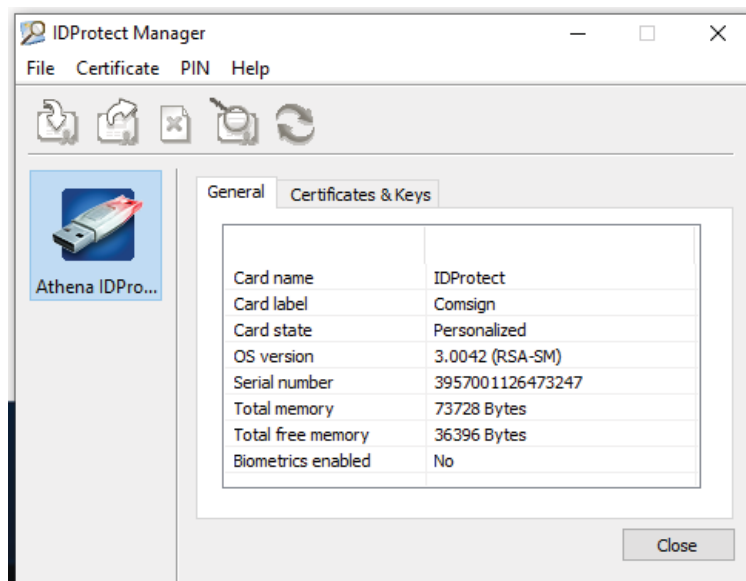 IDProtect Manager
File Certificate PIN Help
Athena IDPro...
General Certificates & Keys
Card name IDProtect
Card label Comsign
Card state Personalized
OS version 3.0042 (RSA-SM)
Serial number 3957001126473247
Total memory 73728 Bytes
Total free memory 36396 Bytes
Biometrics enabled No
Close